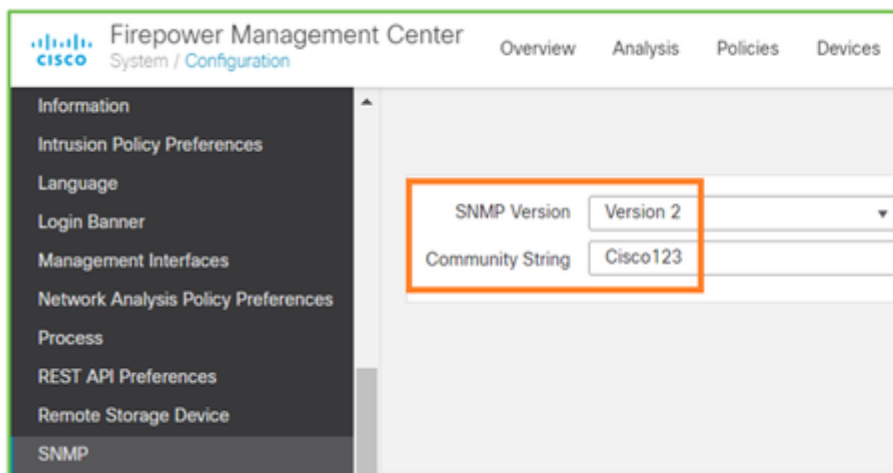 Firepower Management Center
CISCO
System / Configuration
Overview
Analysis
Policies
Devices
Information
Intrusion Policy Preferences
Language
Login Banner
Management Interfaces
Network Analysis Policy Preferences
Process
REST API Preferences
Remote Storage Device
SNMP
SNMP Version
Version 2
Community String
Cisco123